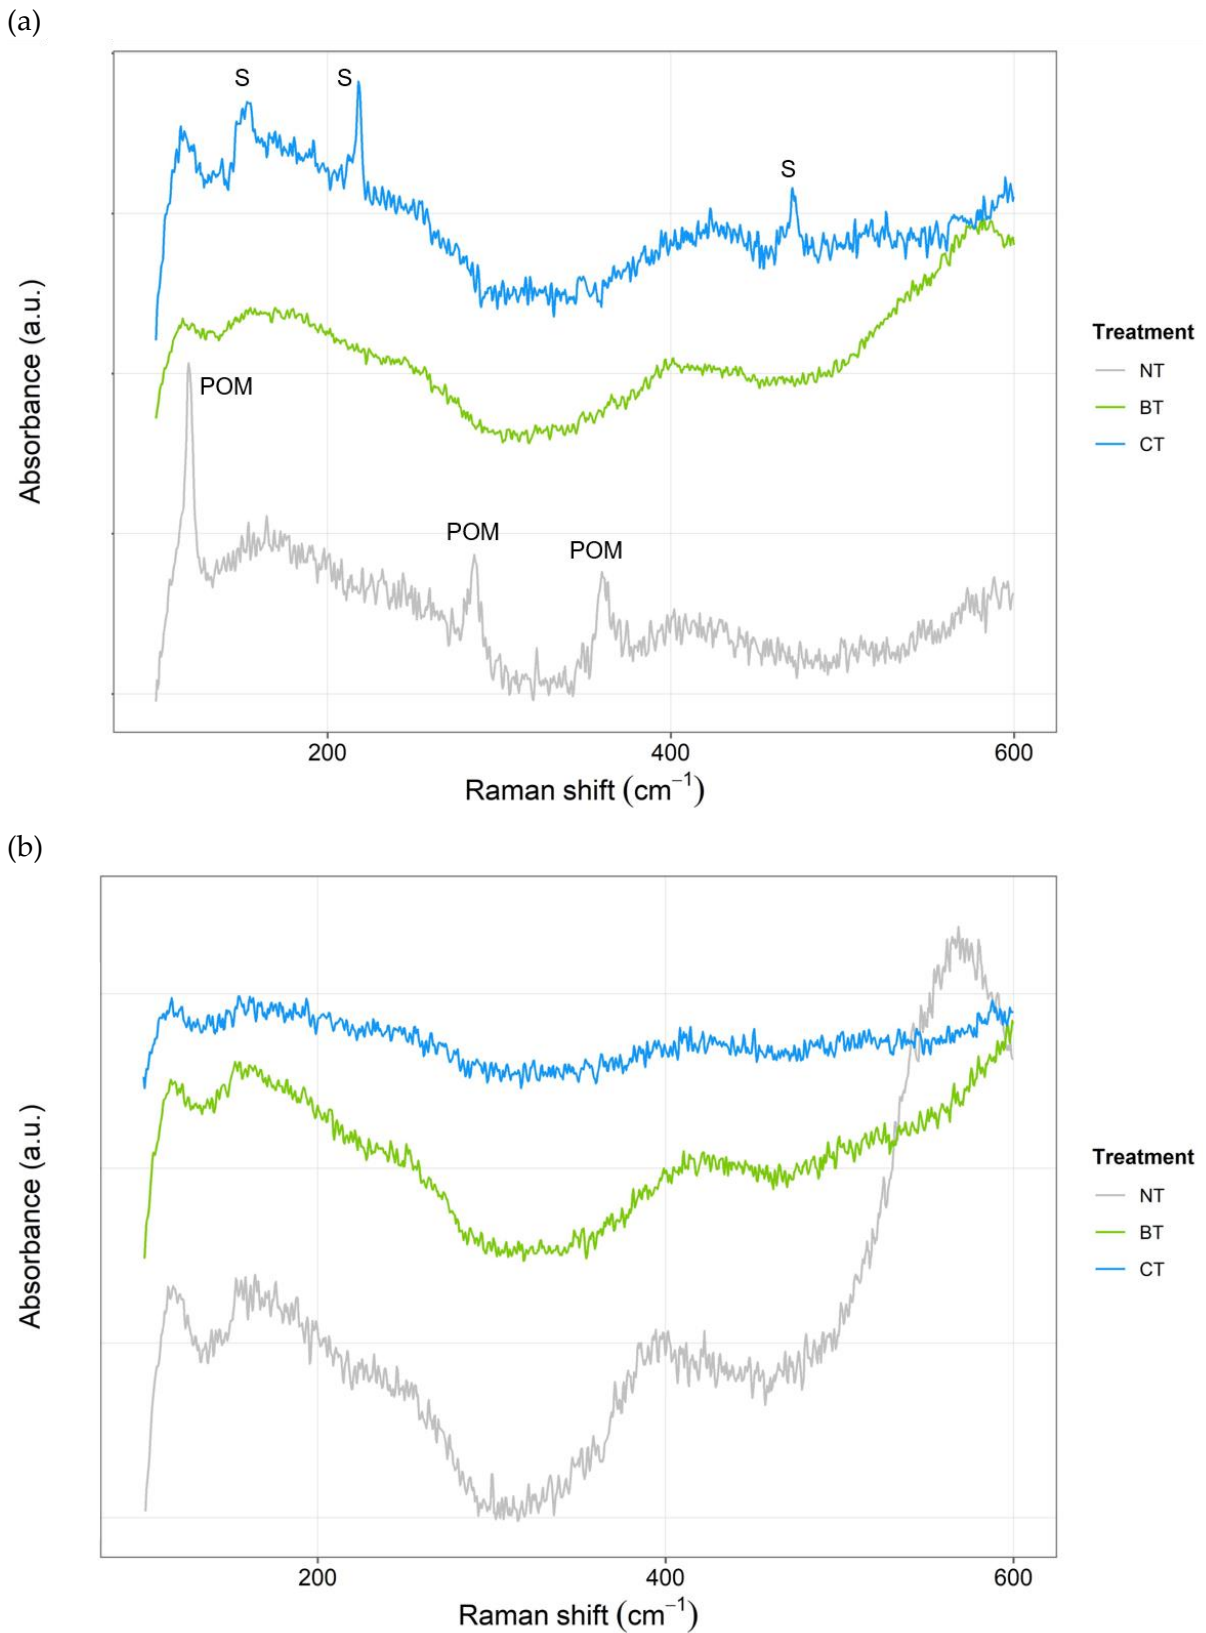 (a)
S
S
S
POM
POM
POM
Absorbance (a.u.)
200
400
600
Raman shift (cm⁻¹)
Treatment
NT
BT
CT
(b)
Absorbance (a.u.)
200
400
600
Raman shift (cm⁻¹)
Treatment
NT
BT
CT